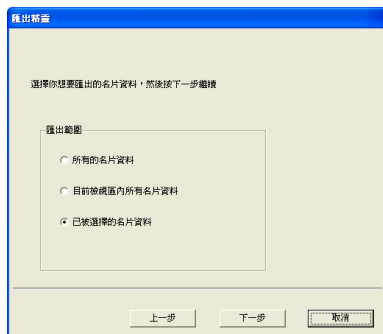 匯出精靈
選擇你想要匯出的名片資料，然後按下一步繼續
匯出範圍
所有的名片資料
目前檢視區內所有名片資料
已被選擇的名片資料
上一步
下一步
取消